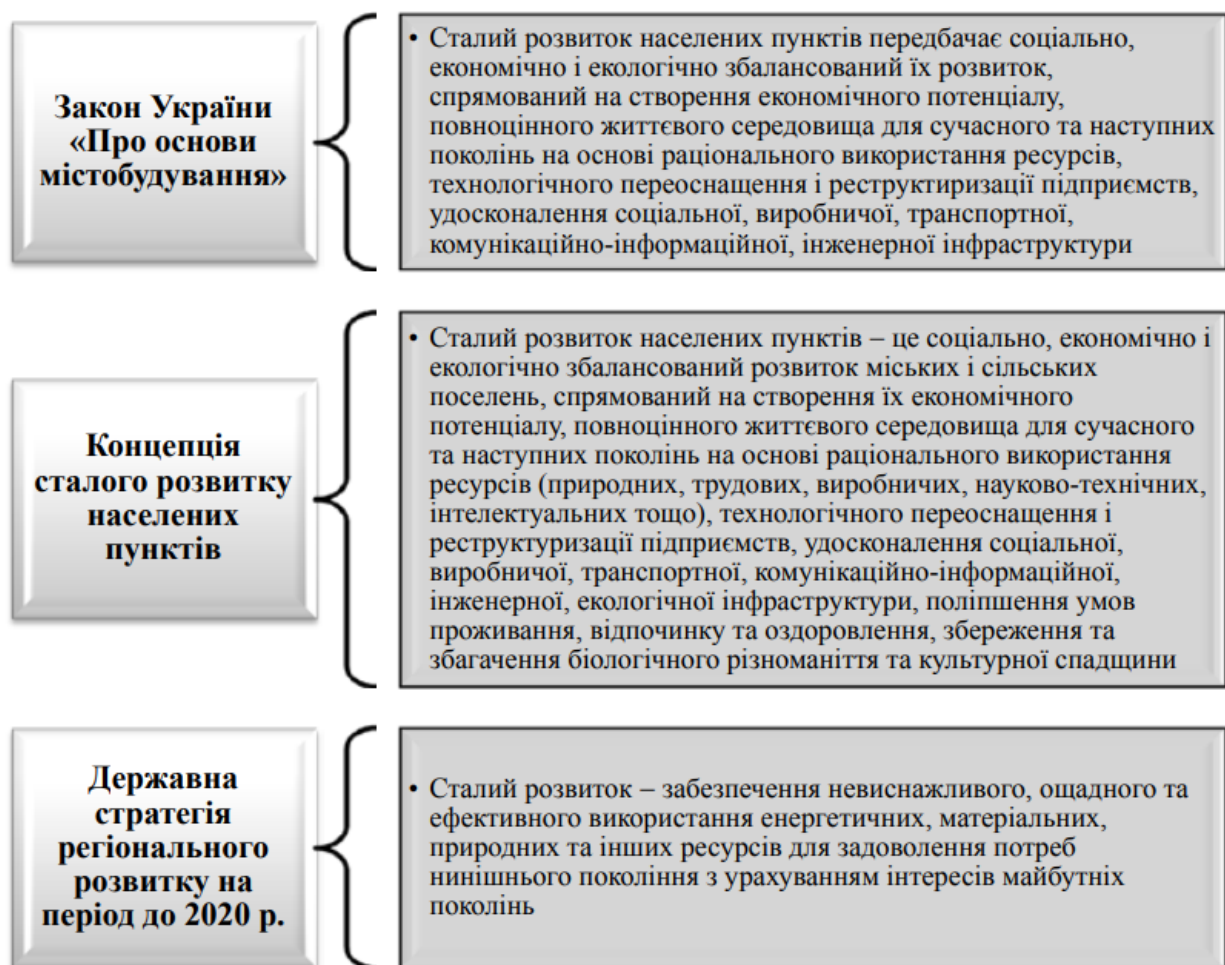 Закон України
«Про основи
містобудування»
• Сталий розвиток населених пунктів передбачає соціально,
економічно і екологічно збалансований їх розвиток,
спрямований на створення економічного потенціалу,
повноцінного життєвого середовища для сучасного та наступних
поколінь на основі раціонального використання ресурсів,
технологічного переоснащення і реструктиризації підприємств,
удосконалення соціальної, виробничої, транспортної,
комунікаційно-інформаційної, інженерної інфраструктури
Концепція
сталого розвитку
населених
пунктів
• Сталий розвиток населених пунктів – це соціально, економічно і
екологічно збалансований розвиток міських і сільських
поселень, спрямований на створення їх економічного
потенціалу, повноцінного життєвого середовища для сучасного
та наступних поколінь на основі раціонального використання
ресурсів (природних, трудових, виробничих, науково-технічних,
інтелектуальних тощо), технологічного переоснащення і
реструктуризації підприємств, удосконалення соціальної,
виробничої, транспортної, комунікаційно-інформаційної,
інженерної, екологічної інфраструктури, поліпшення умов
проживання, відпочинку та оздоровлення, збереження та
збагачення біологічного різноманіття та культурної спадщини
Державна
стратегія
регіонального
розвитку на
період до 2020 р.
• Сталий розвиток – забезпечення невиснажливого, ощадного та
ефективного використання енергетичних, матеріальних,
природних та інших ресурсів для задоволення потреб
нинішнього покоління з урахуванням інтересів майбутніх
поколінь